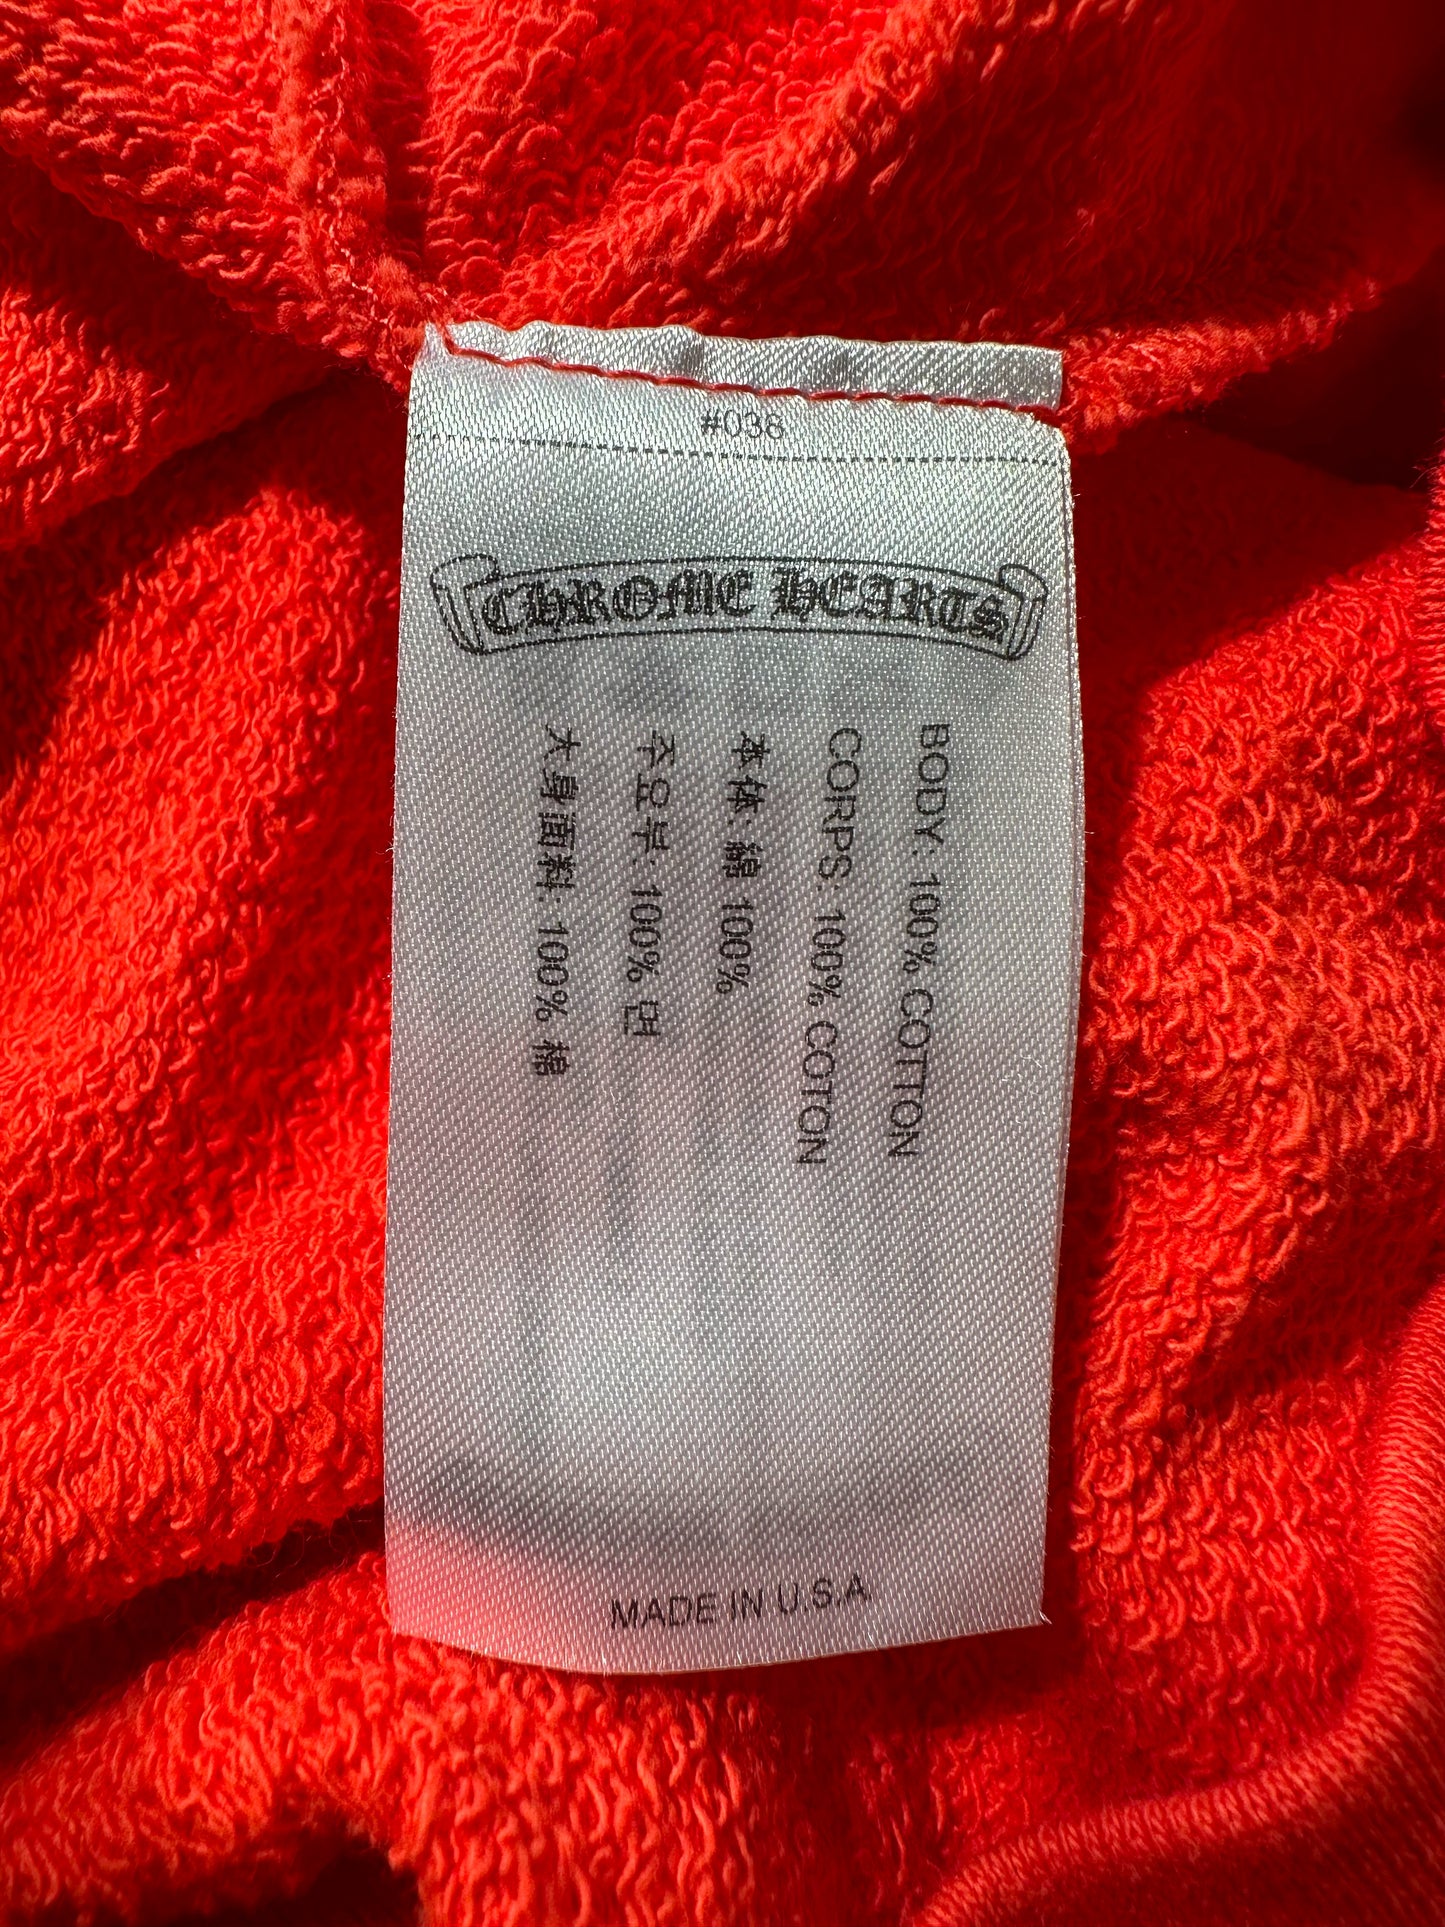 #038
CHROME HEARTS
BODY: 100% COTTON
CORPS: 100% COTON
本体: 綿 100%
주요부: 100% 면
大身面料: 100% 棉
MADE IN U.S.A